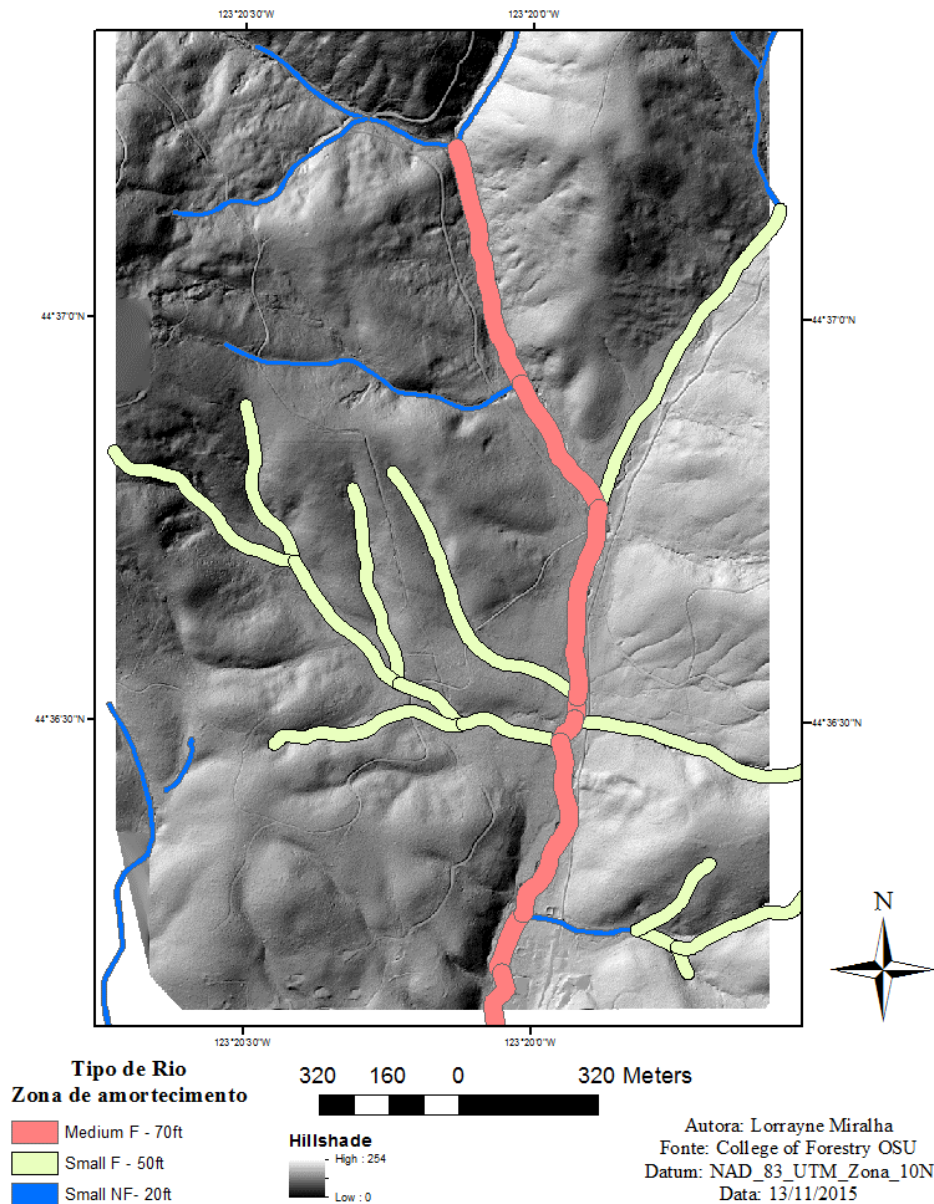 123°20'30"W
123°20'0"W
44°37'0"N
44°37'0"N
44°36'30"N
44°36'30"N
N
123°20'30"W
123°20'0"W
Tipo de Rio
Zona de amortecimento
Medium F - 70ft
Small F - 50ft
Small NF- 20ft
320 160 0 320 Meters
Hillshade
High : 254
Low : 0
Autora: Lorrayne Miralha
Fonte: College of Forestry OSU
Datum: NAD_83_UTM_Zona_10N
Data: 13/11/2015